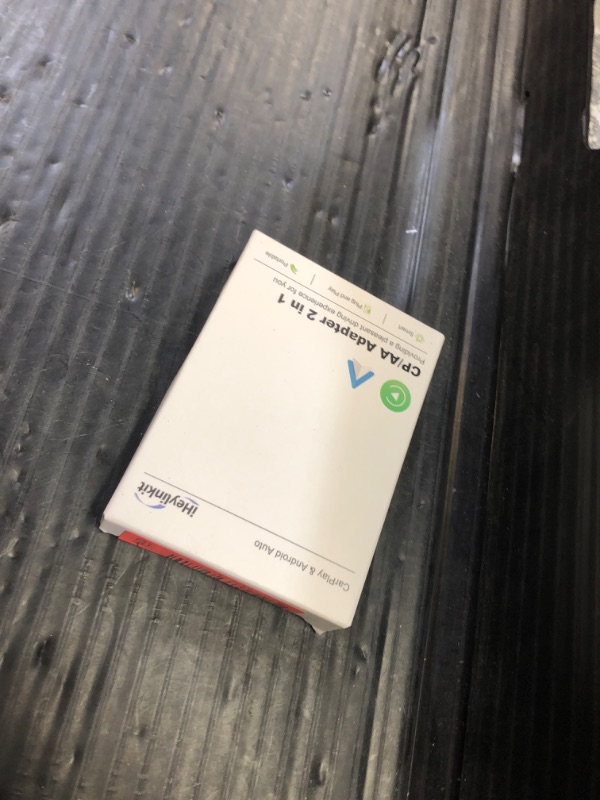 iHeylinkit
CarPlay & Android Auto
CP/AA Adapter 2 in 1
Providing a pleasant driving experience for you
Smart
Plug and Play
Portable